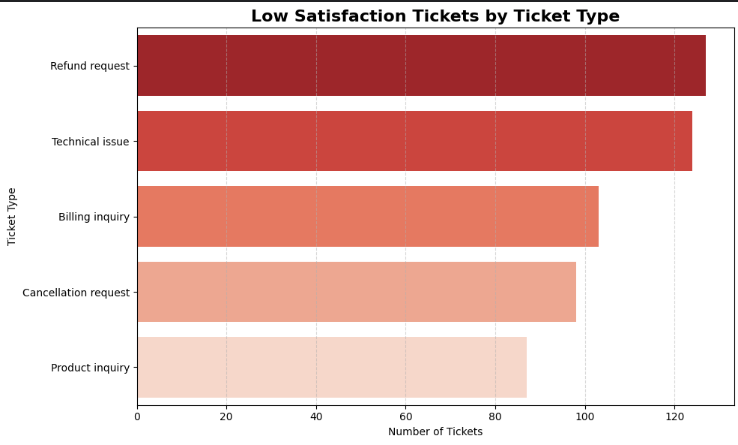 Low Satisfaction Tickets by Ticket Type
Refund request
Technical issue
Billing inquiry
Cancellation request
Product inquiry
Ticket Type
0 20 40 60 80 100 120
Number of Tickets